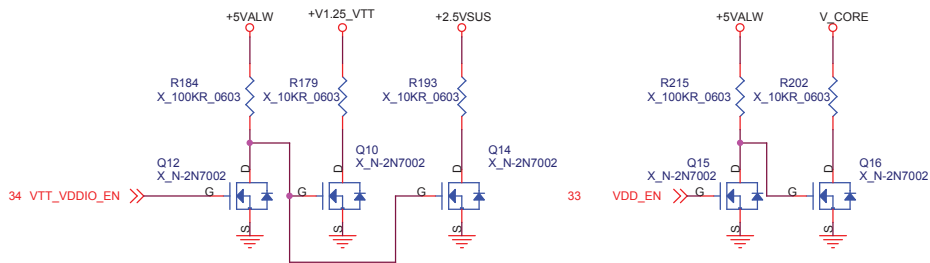 +5VALW
+V1.25_VTT
+2.5VSUS
+5VALW
V_CORE
R184
X_100KR_0603
R179
X_10KR_0603
R193
X_10KR_0603
R215
X_100KR_0603
R202
X_10KR_0603
Q12
X_N-2N7002
Q10
X_N-2N7002
Q14
X_N-2N7002
Q15
X_N-2N7002
Q16
X_N-2N7002
D
D
D
D
D
34 VTT_VDDIO_EN
G
G
G
33 VDD_EN
G
G
S
S
S
S
S